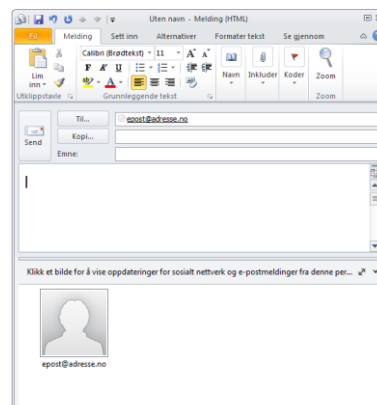 Uten navn - Melding (HTML)
Fil Melding Sett inn Alternativer Formater tekst Se gjennom
Calibri (Brødtekst) 11 A A
Lim inn
F K U
Navn Inkluder Koder Zoom
Utklippstavle Grunnleggende tekst Zoom
Send
Til... epost@adresse.no
Kopi...
Emne:
Klikk et bilde for å vise oppdateringer for sosialt nettverk og e-postmeldinger fra denne per...
epost@adresse.no